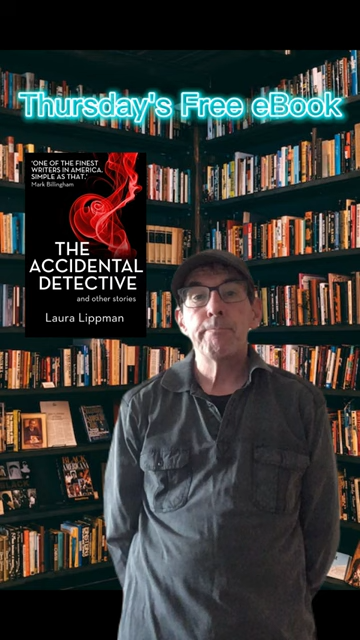 Thursday's Free eBook
'ONE OF THE FINEST
WRITERS IN AMERICA.
SIMPLE AS THAT.'
Mark Billingham
THE
ACCIDENTAL
DETECTIVE
and other stories
Laura Lippman